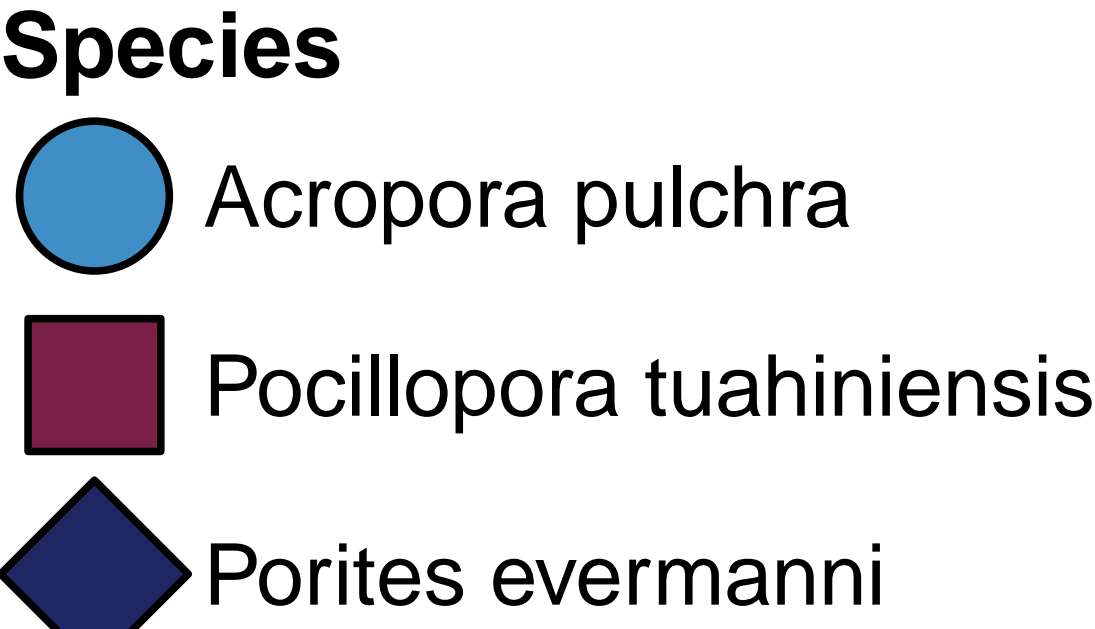 Species
Acropora pulchra
Pocillopora tuahiniensis
Porites evermanni